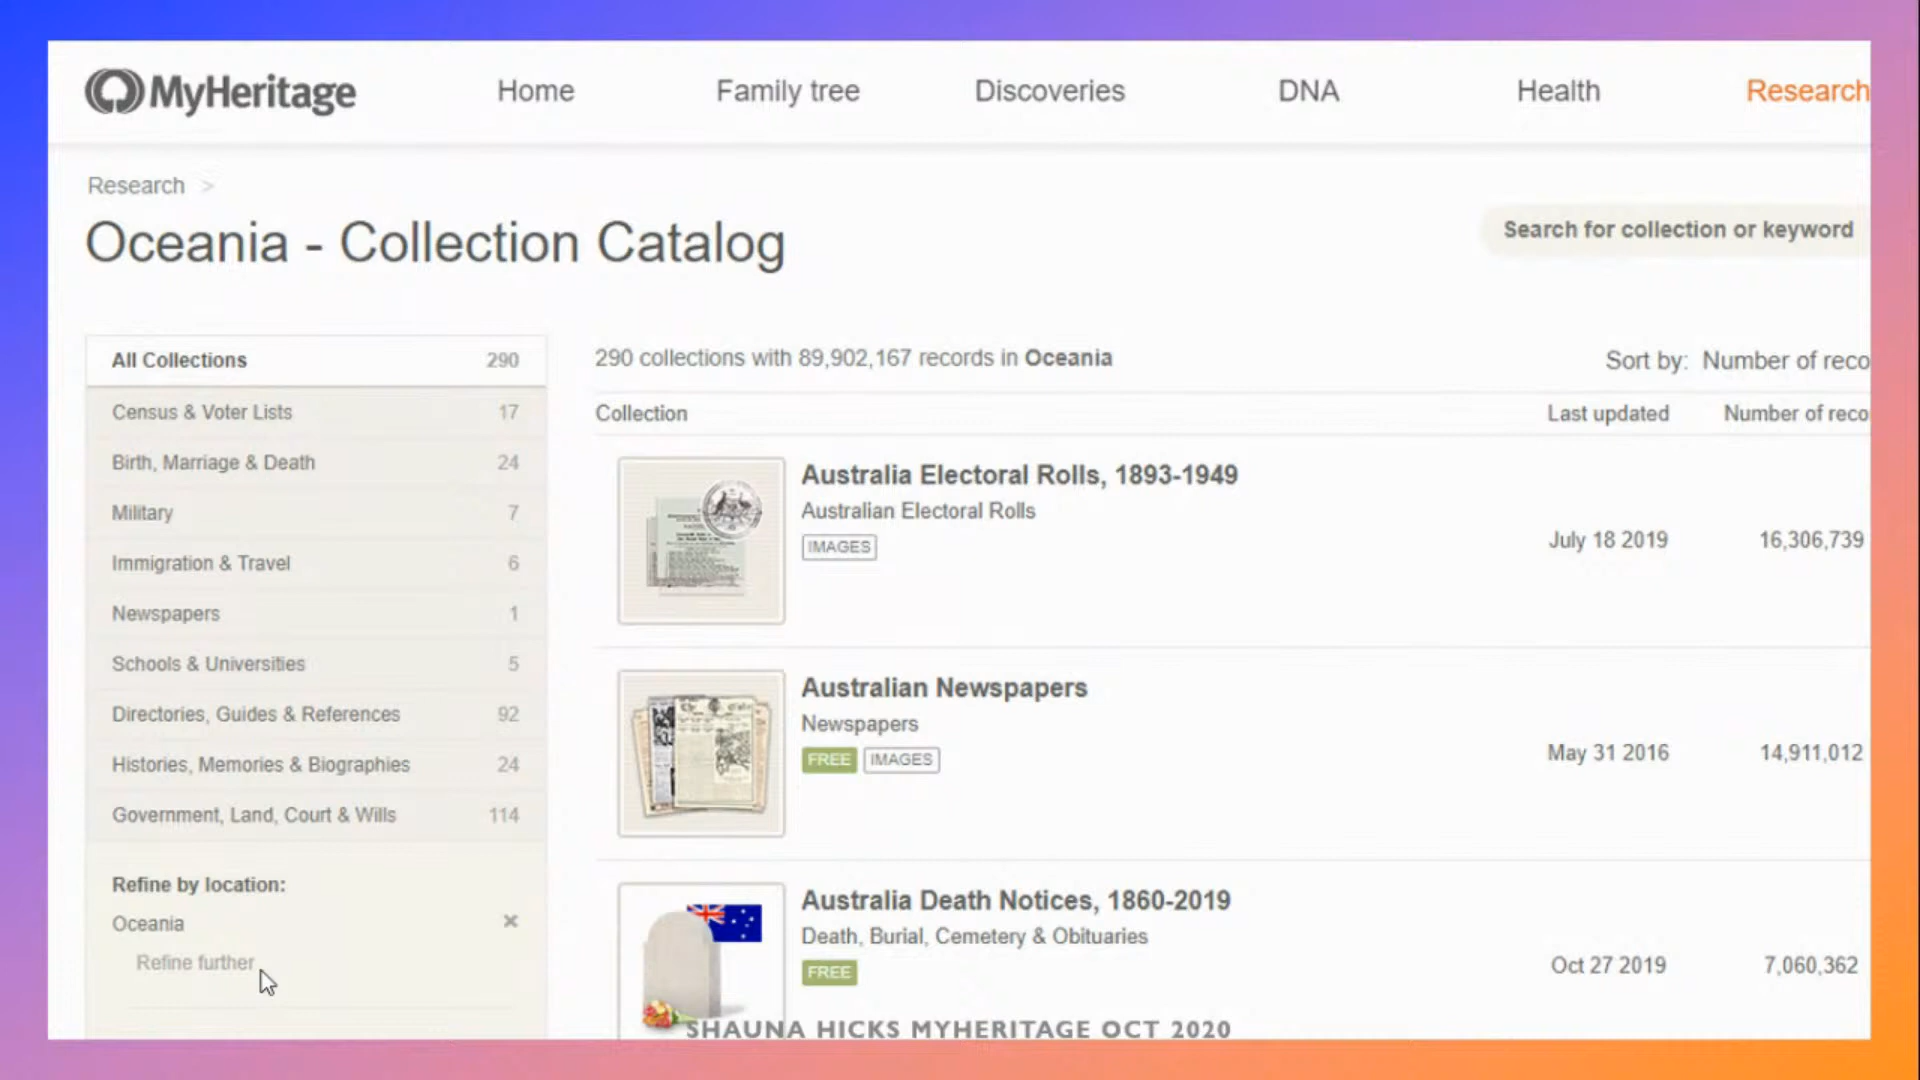 MyHeritage
Home
Family tree
Discoveries
DNA
Health
Research
Research >
Oceania - Collection Catalog
Search for collection or keyword
All Collections 290
Census & Voter Lists 17
Birth, Marriage & Death 24
Military 7
Immigration & Travel 6
Newspapers 1
Schools & Universities 5
Directories, Guides & References 92
Histories, Memories & Biographies 24
Government, Land, Court & Wills 114
Refine by location:
Oceania ×
Refine further
290 collections with 89,902,167 records in Oceania
Sort by: Number of reco
Collection
Last updated
Number of reco
Australia Electoral Rolls, 1893-1949
Australian Electoral Rolls
IMAGES
July 18 2019
16,306,739
Australian Newspapers
Newspapers
FREE IMAGES
May 31 2016
14,911,012
Australia Death Notices, 1860-2019
Death, Burial, Cemetery & Obituaries
FREE
Oct 27 2019
7,060,362
SHAUNA HICKS MYHERITAGE OCT 2020